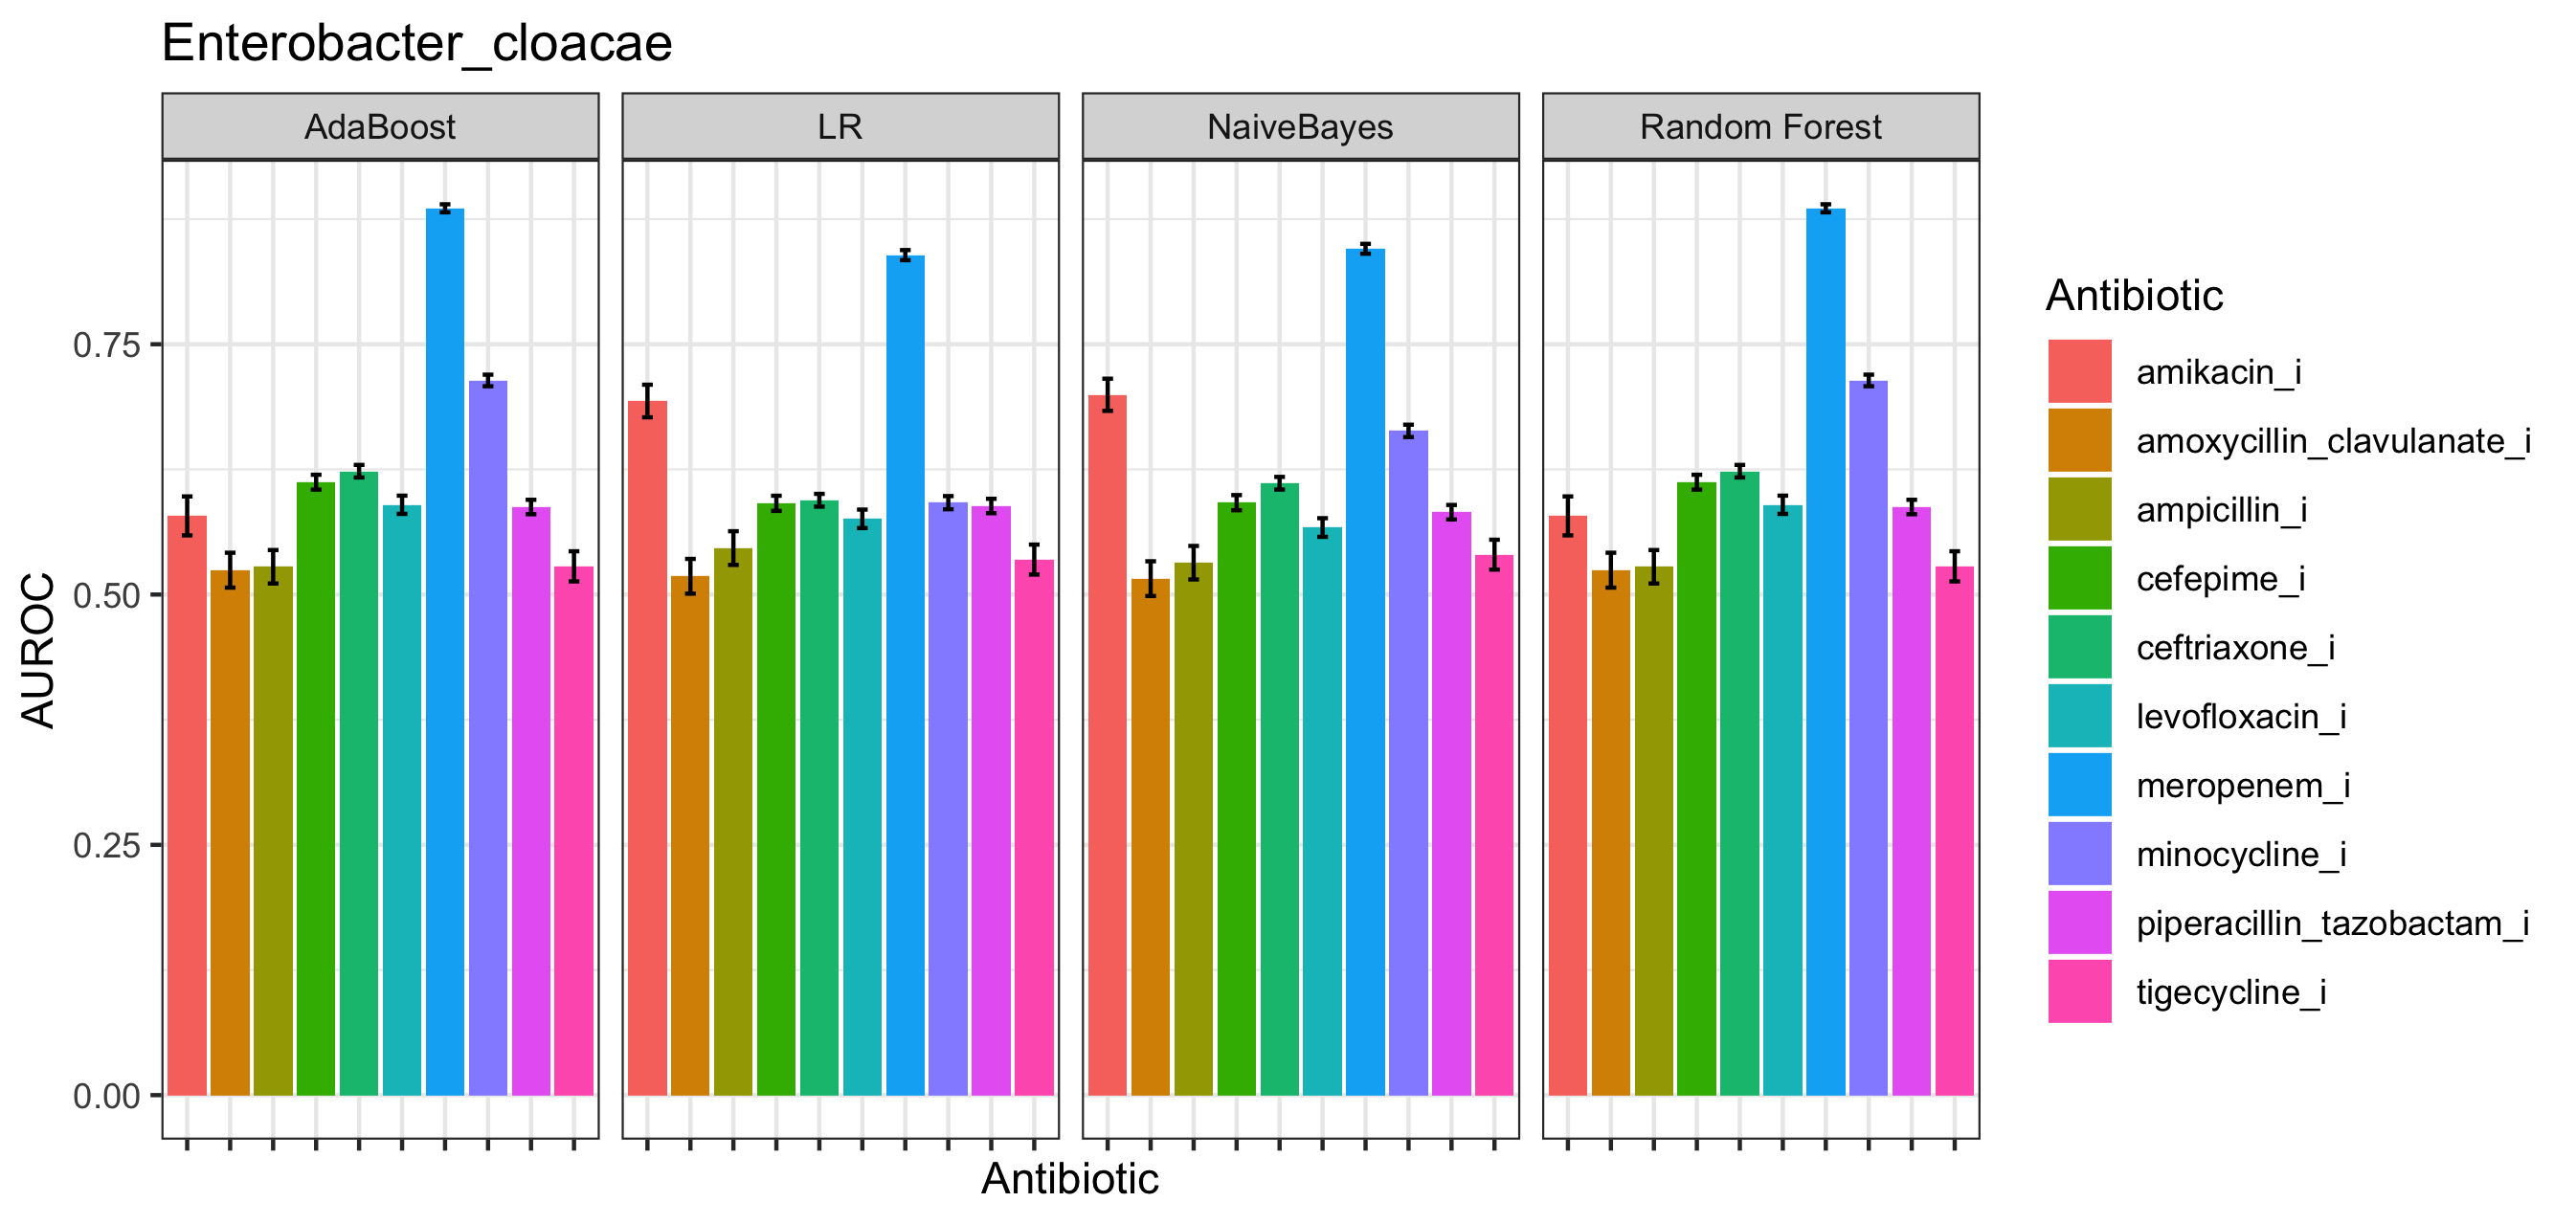 Enterobacter_cloacae
AdaBoost
LR
NaiveBayes
Random Forest
AUROC
0.75
0.50
0.25
0.00
Antibiotic
Antibiotic
amikacin_i
amoxycillin_clavulanate_i
ampicillin_i
cefepime_i
ceftriaxone_i
levofloxacin_i
meropenem_i
minocycline_i
piperacillin_tazobactam_i
tigecycline_i